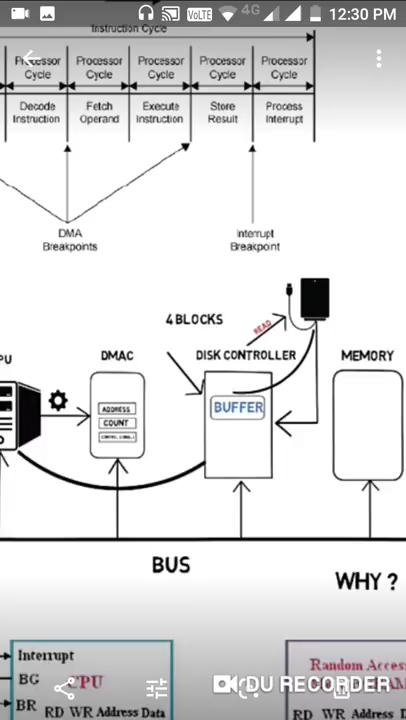 VoLTE 4G 12:30 PM
Instruction Cycle
Processor Cycle Processor Cycle Processor Cycle Processor Cycle Processor Cycle
Decode Instruction Fetch Operand Execute Instruction Store Result Process Interrupt
DMA Breakpoints
Interrupt Breakpoint
4 BLOCKS
READ
PU DMAC DISK CONTROLLER MEMORY
ADDRESS
COUNT
BUFFER
BUS
WHY ?
Interrupt
BG CPU
BR RD WR Address Data
DU RECORDER
Random Access
RD WR Address Data